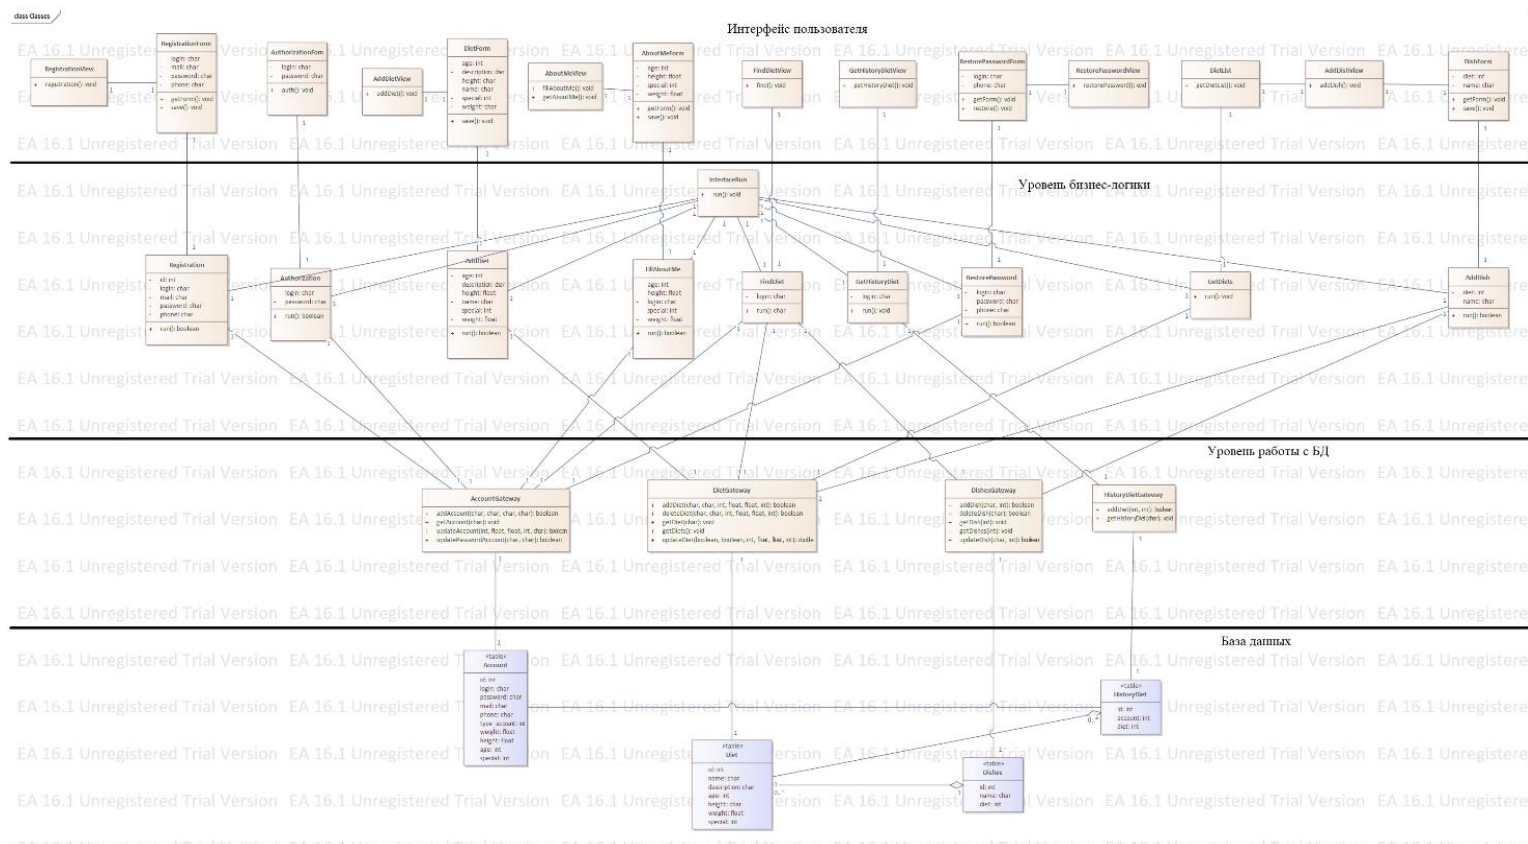 class Classes
Интерфейс пользователя
RegistrationView
+ registration(): void
RegistrationForm
- login: char
- mail: char
- password: char
- phone: char
+ getForm(): void
+ save(): void
AuthorizationFom
- login: char
- password: char
+ auth(): void
AddDietView
+ addDiet(): void
DietForm
- age: int
- description: char
- height: char
- name: char
- special: int
- weight: char
+ save(): void
AboutMeView
+ fillAboutMe(): void
+ getAboutMe(): void
AboutMeForm
- age: int
- height: float
- special: int
- weight: float
+ getForm(): void
+ save(): void
FindDietView
+ find(): void
GetHistoryDietView
+ getHistoryDiet(): void
RestorePasswordForm
- login: char
- phone: char
+ getForm(): void
+ restore(): void
RestorePasswordView
+ restorePassword(): void
DietList
+ getDietList(): void
AddDishView
+ addDish(): void
DishForm
- diet: int
- name: char
+ getForm(): void
+ save(): void
Уровень бизнес-логики
InterfaceRun
+ run(): void
Registration
- id: int
- login: char
- mail: char
- password: char
- phone: char
+ run(): boolean
Authorization
- login: char
- password: char
+ run(): boolean
AddDiet
- age: int
- description: char
- height: float
- name: char
- special: int
- weight: float
+ run(): boolean
FillAboutMe
- age: int
- height: float
- login: char
- special: int
- weight: float
+ run(): boolean
FindDiet
- login: char
+ run(): char
GetHistoryDiet
- login: char
+ run(): void
RestorePassword
- login: char
- password: char
- phone: char
+ run(): boolean
GetDiets
+ run(): void
AddDish
- diet: int
- name: char
+ run(): boolean
Уровень работы с БД
AccountGateway
+ addAccount(char, char, char, char): boolean
+ getAccount(char): void
+ updateAccount(int, float, float, int, char): boolean
+ updatePasswordAccount(char, char): boolean
DietGateway
+ addDiet(char, char, int, float, float, int): boolean
+ deleteDiet(char, char, int, float, float, int): boolean
+ getDiet(char): void
+ getDiets(): void
+ updateDiet(boolean, boolean, int, float, float, int):
DishesGateway
+ addDish(char, int): boolean
+ deleteDish(char): boolean
+ getDish(int): void
+ getDishes(int): void
+ updateDish(char, int): boolean
HistoryDietGateway
+ addDiet(int, int): boolean
+ getHistoryDiet(char): void
База данных
«table»
Account
id: int
login: char
password: char
mail: char
phone: char
type_account: int
weight: float
height: float
age: int
special: int
«table»
HistoryDiet
id: int
account: int
diet: int
«table»
Diet
id: int
name: char
description: char
age: int
height: char
weight: float
special: int
«table»
Dishes
id: int
name: char
diet: int
EA 16.1 Unregistered Trial Version